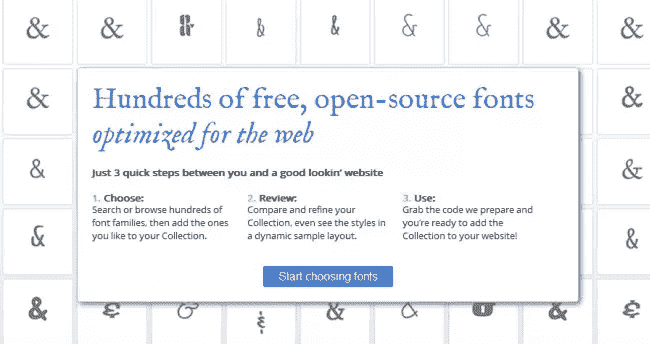 & & & & & & & & &
& &
Hundreds of free, open-source fonts
optimized for the web
& &
Just 3 quick steps between you and a good lookin' website
1. Choose:
Search or browse hundreds of
font families, then add the ones
you like to your Collection.
2. Review:
Compare and refine your
Collection, even see the styles in
a dynamic sample layout.
3. Use:
Grab the code we prepare and
you're ready to add the
Collection to your website!
& &
Start choosing fonts
& & & & & & & & &